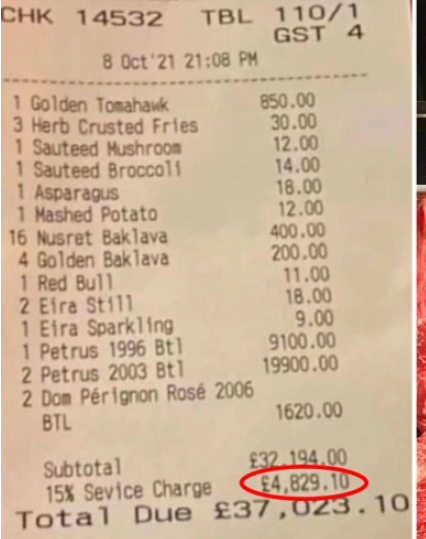 CHK 14532 TBL 110/1
GST 4
8 Oct'21 21:08 PM
1 Golden Tomahawk 850.00
3 Herb Crusted Fries 30.00
1 Sauteed Mushroom 12.00
1 Sauteed Broccoli 14.00
1 Asparagus 18.00
1 Mashed Potato 12.00
16 Nusret Baklava 400.00
4 Golden Baklava 200.00
1 Red Bull 11.00
2 Eira Still 18.00
1 Eira Sparkling 9.00
1 Petrus 1996 Btl 9100.00
2 Petrus 2003 Btl 19900.00
2 Dom Pérignon Rosé 2006
BTL 1620.00
Subtotal £32,194.00
15% Sevice Charge £4,829.10
Total Due £37,023.10